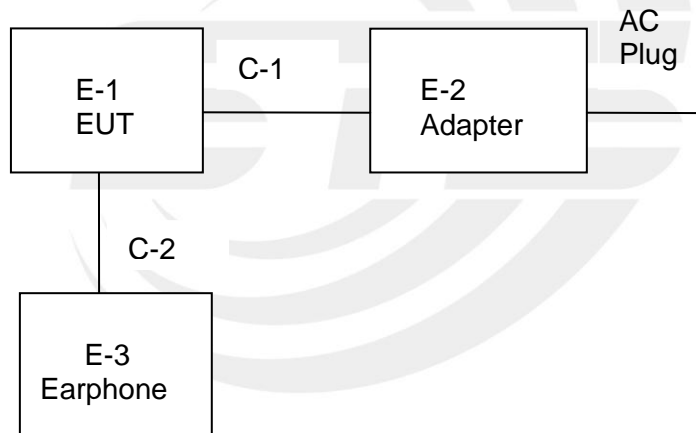 AC
Plug
C-1
E-1
EUT
E-2
Adapter
C-2
E-3
Earphone